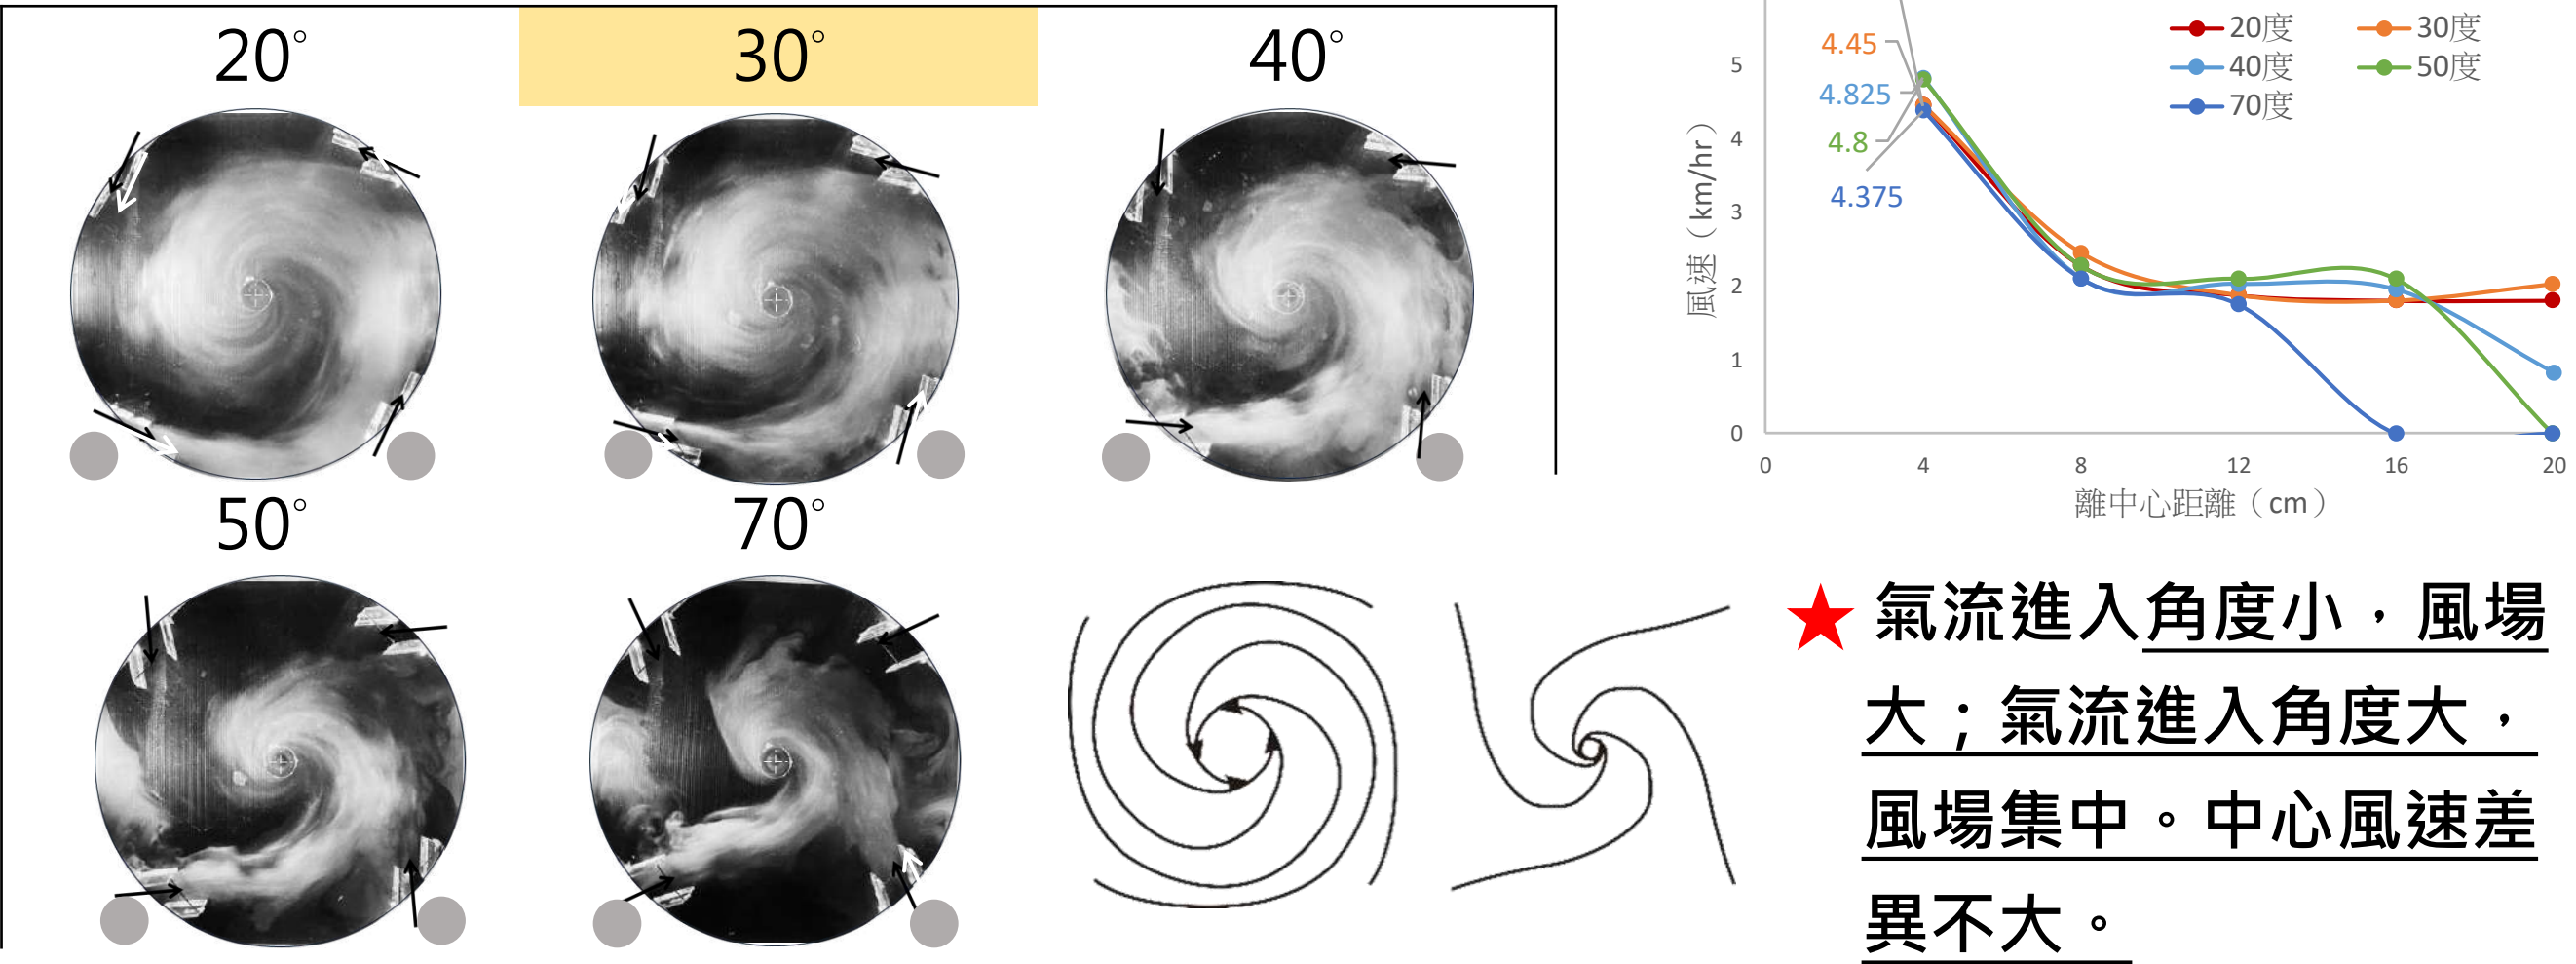 20°
30°
40°
50°
70°
20度
30度
40度
50度
70度
4.45
4.825
4.8
4.375
5
4
3
2
1
0
風速（km/hr）
0 4 8 12 16 20
離中心距離（cm）
★氣流進入角度小，風場
大；氣流進入角度大，
風場集中。中心風速差
異不大。